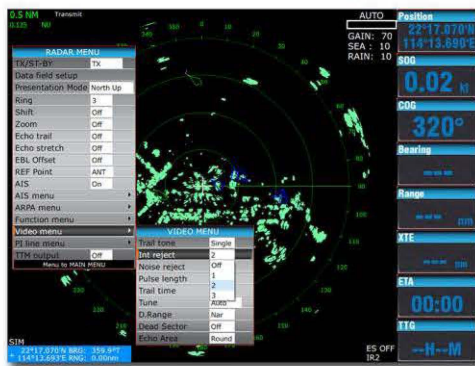 0.5 NM Transmit
0.125 NU
AUTO
GAIN: 70
SEA : 10
RAIN: 10
RADAR MENU
TX/ST-BY TX
Data field setup
Presentation Mode North Up
Ring 3
Shift Off
Zoom Off
Echo trail Off
Echo stretch Off
EBL Offset Off
REF Point ANT
AIS On
AIS menu
ARPA menu
Function menu
Video menu
PI line menu
TTM output Off
Menu to MAIN MENU
VIDEO MENU
Trail tone Single
Int reject 2
Noise reject Off
Pulse length 1
2
Trail time 3
Tune Auto
D.Range Nar
Dead Sector Off
Echo Area Round
SIM
+ 22°17.070'N BRG: 359.9°T
114°13.693'E RNG: 0.00nm
ES OFF
IR2
Position
22°17.070'N
114°13.690'E
SOG
0.02 kt
COG
320°
Bearing
---
Range
--- nm
XTE
--- nm
ETA
00:00
TTG
--H--M